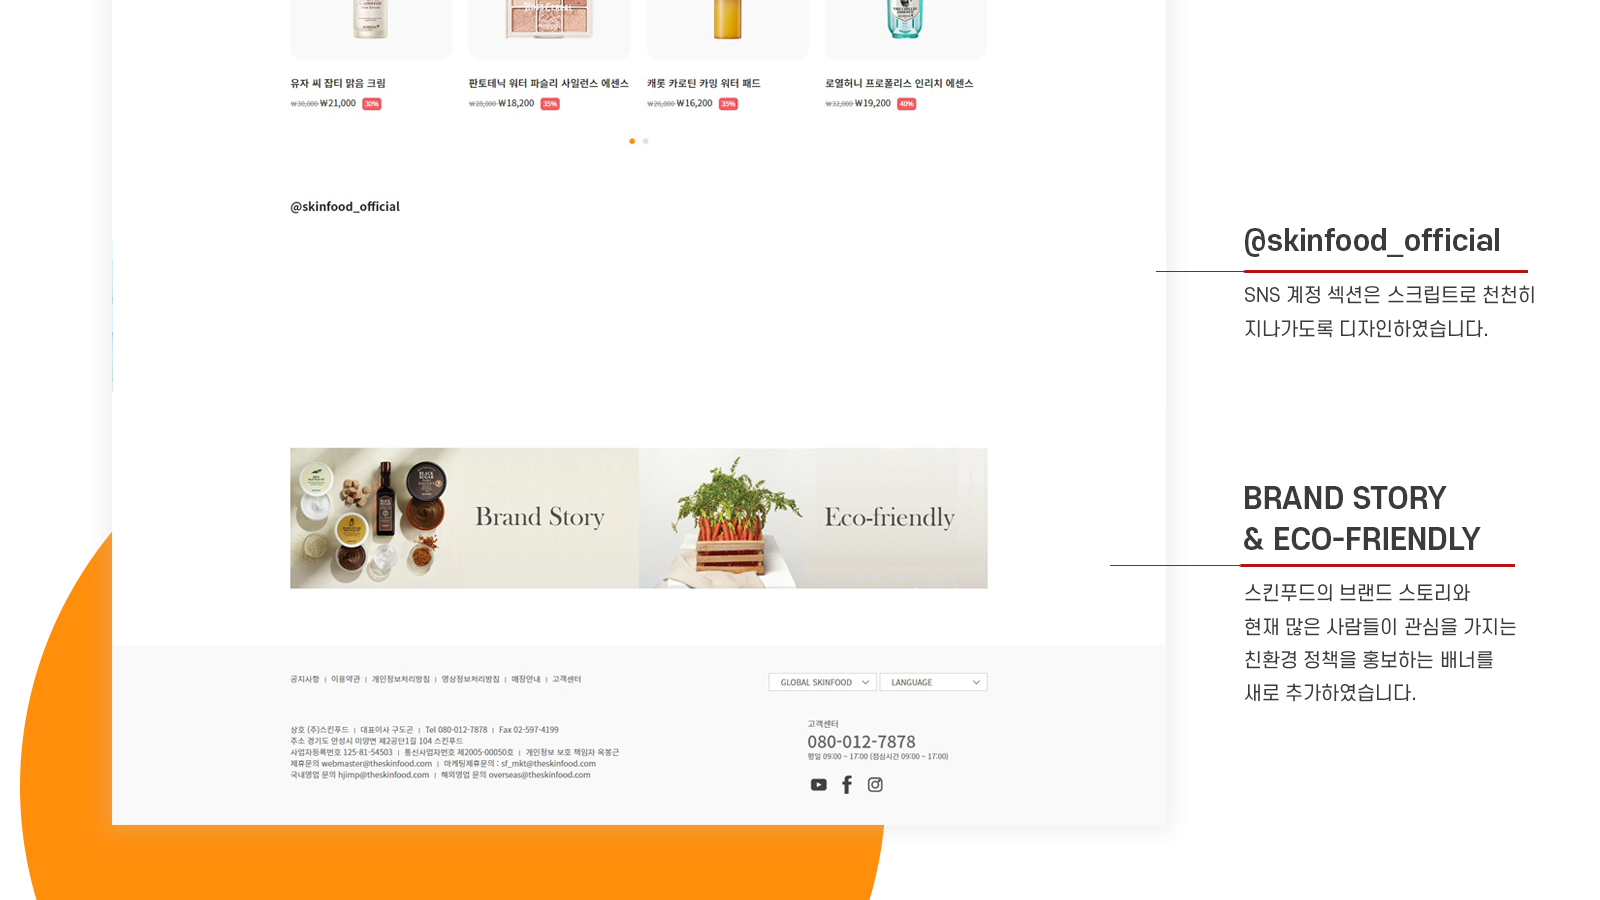 유자 씨 잡티 맑음 크림
₩30,000 ₩21,000 30%
판토테닉 워터 파슬리 사일런스 에센스
₩28,000 ₩18,200 35%
캐롯 카로틴 카밍 워터 패드
₩26,000 ₩16,200 35%
로열허니 프로폴리스 인리치 에센스
₩32,000 ₩19,200 40%
@skinfood_official
@skinfood_official
SNS 계정 섹션은 스크립트로 천천히
지나가도록 디자인하였습니다.
Brand Story
Eco-friendly
BLACK
SUGAR
BRAND STORY
& ECO-FRIENDLY
스킨푸드의 브랜드 스토리와
현재 많은 사람들이 관심을 가지는
친환경 정책을 홍보하는 배너를
새로 추가하였습니다.
공지사항 | 이용약관 | 개인정보처리방침 | 영상정보처리방침 | 매장안내 | 고객센터
GLOBAL SKINFOOD
LANGUAGE
상호 (주)스킨푸드 | 대표이사 구도곤 | Tel 080-012-7878 | Fax 02-597-4199
주소 경기도 안성시 미양면 제2공단1길 104 스킨푸드
사업자등록번호 125-81-54503 | 통신사업자번호 제2005-00050호 | 개인정보 보호 책임자 옥봉근
제휴문의 webmaster@theskinfood.com | 마케팅제휴문의 : sf_mkt@theskinfood.com
국내영업 문의 hjimp@theskinfood.com | 해외영업 문의 overseas@theskinfood.com
고객센터
080-012-7878
평일 09:00 ~ 17:00 (점심시간 09:00 ~ 17:00)